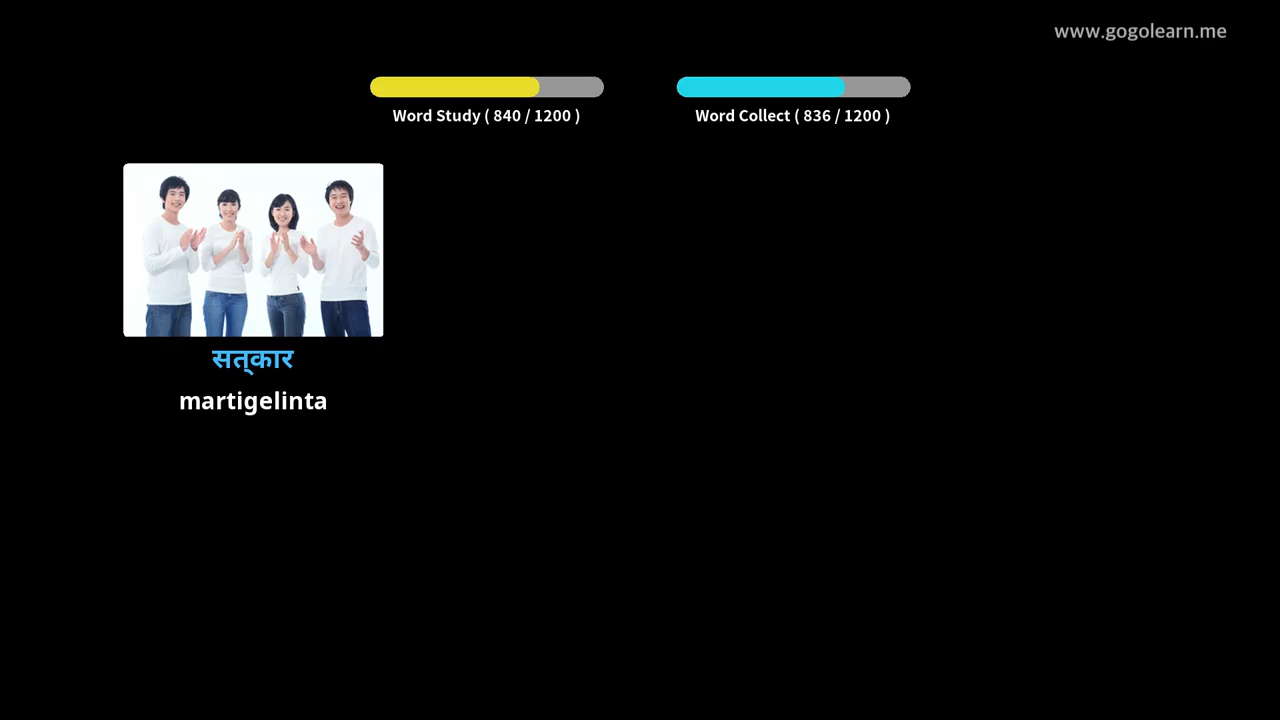 www.gogolearn.me
Word Study ( 840 / 1200 )
Word Collect ( 836 / 1200 )
सत्‌कार
martigelinta